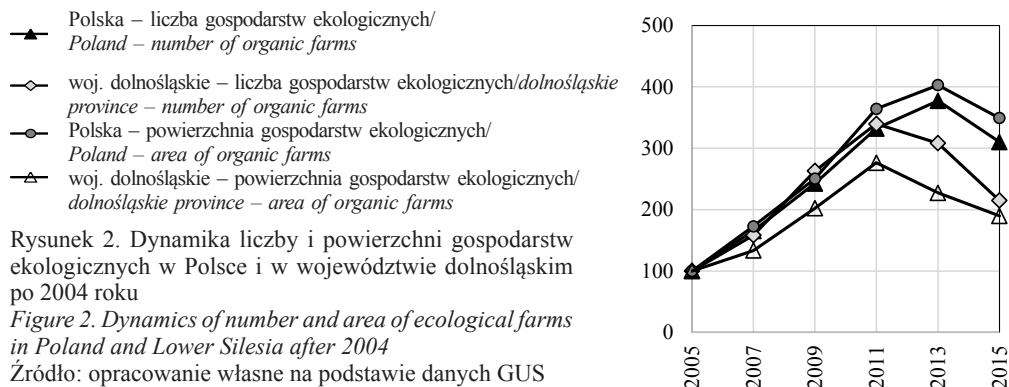 Polska – liczba gospodarstw ekologicznych/
Poland – number of organic farms
woj. dolnośląskie – liczba gospodarstw ekologicznych/dolnośląskie
province – number of organic farms
Polska – powierzchnia gospodarstw ekologicznych/
Poland – area of organic farms
woj. dolnośląskie – powierzchnia gospodarstw ekologicznych/
dolnośląskie province – area of organic farms
Rysunek 2. Dynamika liczby i powierzchni gospodarstw
ekologicznych w Polsce i w województwie dolnośląskim
po 2004 roku
Figure 2. Dynamics of number and area of ecological farms
in Poland and Lower Silesia after 2004
Źródło: opracowanie własne na podstawie danych GUS
500
400
300
200
100
0
2005
2007
2009
2011
2013
2015